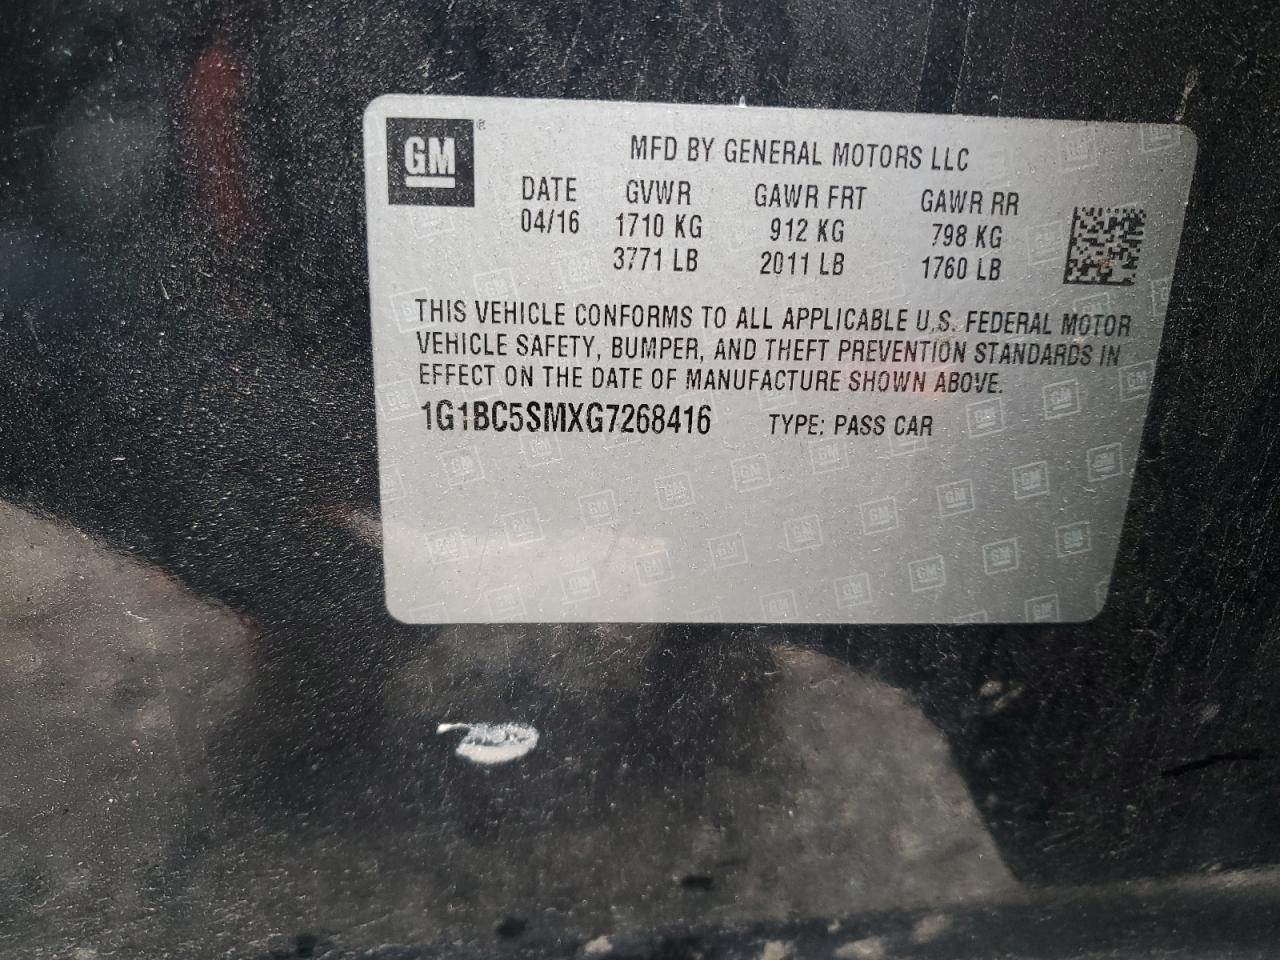 GM ®
MFD BY GENERAL MOTORS LLC
DATE GVWR GAWR FRT GAWR RR
04/16 1710 KG 912 KG 798 KG
3771 LB 2011 LB 1760 LB
THIS VEHICLE CONFORMS TO ALL APPLICABLE U.S. FEDERAL MOTOR
VEHICLE SAFETY, BUMPER, AND THEFT PREVENTION STANDARDS IN
EFFECT ON THE DATE OF MANUFACTURE SHOWN ABOVE.
1G1BC5SMXG7268416 TYPE: PASS CAR